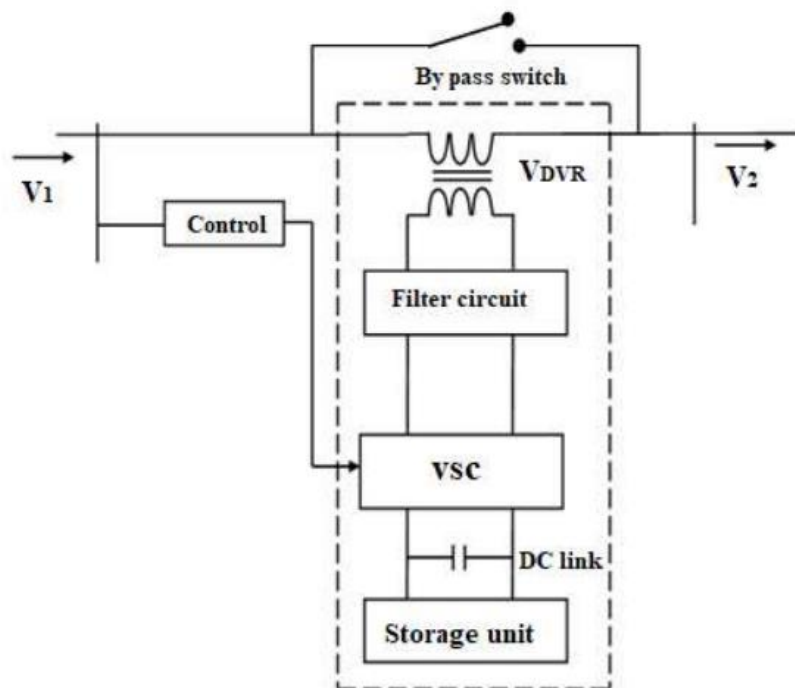 By pass switch
V1
VDVR
V2
Control
Filter circuit
VSC
DC link
Storage unit